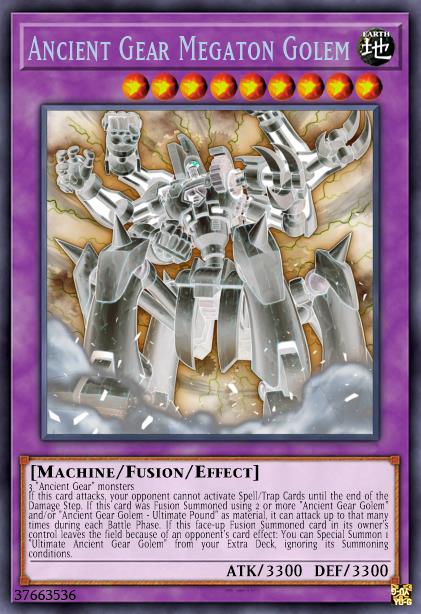 Ancient Gear Megaton Golem
EARTH
地
[Machine/Fusion/Effect]
3 "Ancient Gear" monsters
If this card attacks, your opponent cannot activate Spell/Trap Cards until the end of the
Damage Step. If this card was Fusion Summoned using 2 or more "Ancient Gear Golem"
and/or "Ancient Gear Golem - Ultimate Pound" as material, it can attack up to that many
times during each Battle Phase. If this face-up Fusion Summoned card in its owner's
control leaves the field because of an opponent's card effect: You can Special Summon 1
"Ultimate Ancient Gear Golem" from your Extra Deck, ignoring its Summoning
conditions.
ATK/3300 DEF/3300
37663536